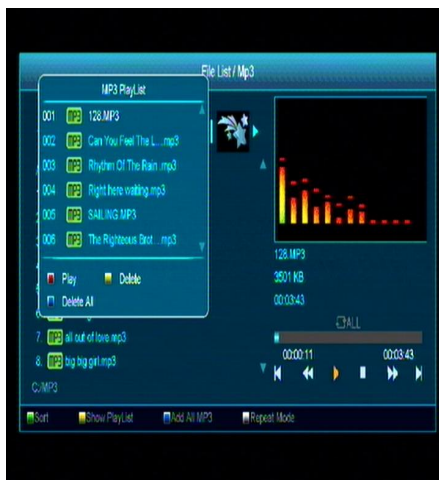 File List / Mp3
MP3 PlayList
001 MP3 128.MP3
002 MP3 Can You Feel The L....mp3
003 MP3 Rhythm Of The Rain .mp3
004 MP3 Right here waiting.mp3
005 MP3 SAILING.MP3
006 MP3 The Righteous Brot....mp3
Play Delete
Delete All
128.MP3
3501 KB
00:03:43
ALL
00:00:11 00:03:43
7. MP3 all out of love.mp3
8. MP3 big big girl.mp3
C:/MP3
Sort Show PlayList Add All MP3 Repeat Mode